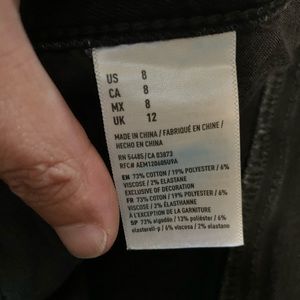 US 8
CA 8
MX 8
UK 12
MADE IN CHINA / FABRIQUÉ EN CHINE /
HECHO EN CHINA
RN 54485/CA 03873
RFC# AEM120605U9A
EN 73% COTTON / 19% POLYESTER / 6%
VISCOSE / 2% ELASTANE
EXCLUSIVE OF DECORATION
FR 73% COTON / 19% POLYESTER / 6%
VISCOSE / 2% ÉLASTHANNE
À L'EXCEPTION DE LA GARNITURE
SP 73% algodón /
/ 6% viscosa / 2% elastano